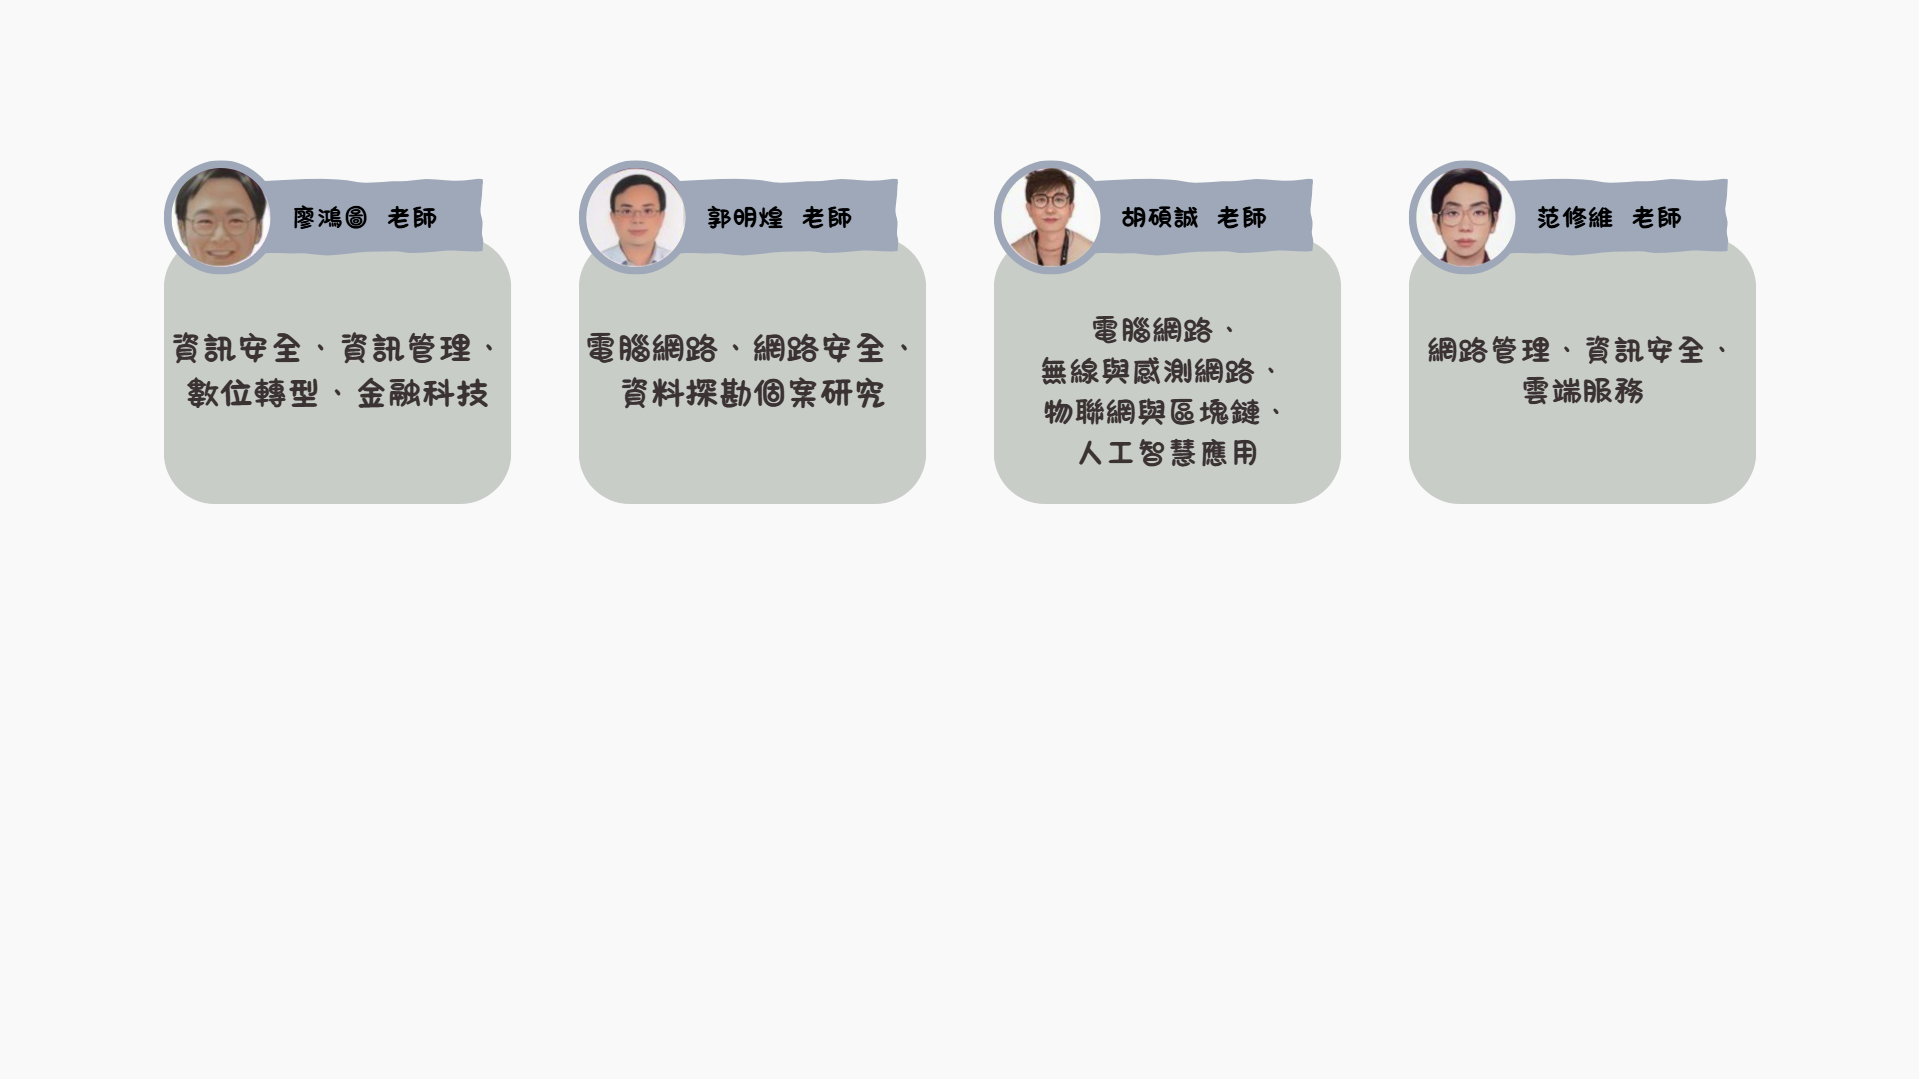 廖鴻圖 老師
資訊安全、資訊管理、
數位轉型、金融科技
郭明煌 老師
電腦網路、網路安全、
資料探勘個案研究
胡碩誠 老師
電腦網路、
無線與感測網路、
物聯網與區塊鏈、
人工智慧應用
范修維 老師
網路管理、資訊安全、
雲端服務